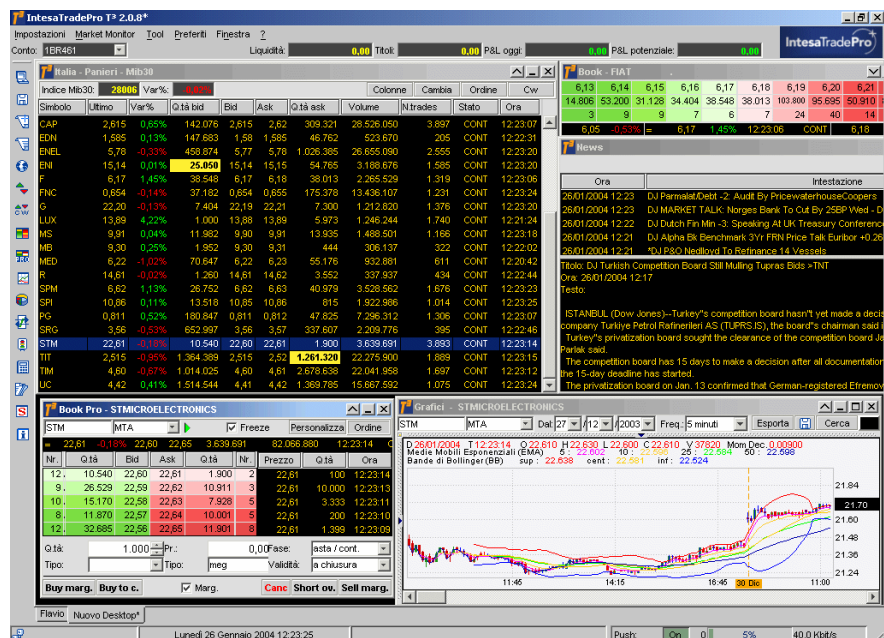 IntesaTradePro T³ 2.0.8*
Impostazioni Market Monitor Tool Preferiti Finestra ?
Conto: 1BR461 Liquidità: 0,00 Titoli: 0,00 P&L oggi: 0,00 P&L potenziale: 0,00
IntesaTradePro
Italia - Panieri - Mib30
Indice Mib30: 28006 Var%: Colonne Cambia Ordine Cw
Simbolo Ultimo Var% Q.tà bid Bid Ask Q.tà ask Volume N.trades Stato Ora
CAP 2,615 0,65% 142.076 2,615 2,62 309.321 28.526.050 3.897 CONT 12:23:07
EDN 1,585 0,13% 147.683 1,58 1,585 46.762 523.670 205 CONT 12:22:31
ENEL 5,78 -0,33% 458.874 5,77 5,78 1.026.385 26.655.090 2.555 CONT 12:23:20
ENI 15,14 0,01% 25.050 15,14 15,15 54.765 3.188.676 1.585 CONT 12:23:20
F 6,17 1,45% 38.548 6,17 6,18 38.013 2.265.529 1.319 CONT 12:23:06
FNC 0,654 -0,14% 37.182 0,654 0,655 175.378 13.436.107 1.231 CONT 12:23:24
G 22,20 -0,13% 7.404 22,19 22,21 7.300 1.212.820 1.376 CONT 12:23:20
LUX 13,89 4,22% 1.000 13,88 13,89 5.973 1.246.244 1.740 CONT 12:21:24
MS 9,91 0,04% 11.982 9,90 9,91 13.935 1.488.501 1.166 CONT 12:23:18
MB 9,30 0,25% 1.952 9,30 9,31 444 306.137 322 CONT 12:22:02
MED 6,22 -1,02% 70.647 6,22 6,23 55.176 932.881 611 CONT 12:20:42
R 14,61 -0,02% 1.260 14,61 14,62 3.552 337.937 434 CONT 12:22:44
SPM 6,62 1,13% 26.752 6,62 6,63 40.979 3.528.562 1.676 CONT 12:23:23
SPI 10,86 0,11% 13.518 10,85 10,86 815 1.922.986 1.014 CONT 12:23:25
PG 0,811 0,52% 180.847 0,811 0,812 47.825 7.296.312 1.306 CONT 12:23:07
SRG 3,56 -0,53% 652.997 3,56 3,57 337.607 2.209.776 395 CONT 12:22:46
STM 22,61 -0,18% 10.540 22,60 22,61 1.900 3.639.691 3.893 CONT 12:23:14
TIT 2,515 -0,95% 1.364.389 2,515 2,52 1.261.320 22.275.900 1.889 CONT 12:23:15
TIM 4,60 -0,67% 1.014.025 4,60 4,61 2.678.638 22.041.958 1.697 CONT 12:23:12
UC 4,42 0,41% 1.514.544 4,41 4,42 1.369.785 15.667.592 1.075 CONT 12:23:24
Book - FIAT
6,13 6,14 6,15 6,16 6,17 6,18 6,19 6,20 6,21
14.806 53.200 31.128 34.404 38.548 38.013 103.800 95.695 50.910
3 9 9 7 6 7 24 40 14
6,05 -0,53% = 6,17 1,45% 12:23:06 CONT 6,18
News
Ora Intestazione
26/01/2004 12:23 DJ Parmalat/Debt -2: Audit By PricewaterhouseCoopers
26/01/2004 12:23 DJ MARKET TALK: Norges Bank To Cut By 25BP Wed - D
26/01/2004 12:22 DJ Dutch Fin Min -3: Speaking At UK Treasury Conference
26/01/2004 12:21 DJ Alpha Bk Benchmark 3Yr FRN Price Talk Euribor +0.26
26/01/2004 12:21 *DJ P&O Nedlloyd To Refinance 14 Vessels
Titolo: DJ Turkish Competition Board Still Mulling Tupras Bids >TNT
Ora: 26/01/2004 12:17
Testo:
ISTANBUL (Dow Jones)--Turkey"s competition board hasn"t yet made a deci
company Turkiye Petrol Rafinerileri AS (TUPRS.IS), the board"s chairman said i
Turkey"s privatization board sought the clearance of the competition board Ja
Parlak said.
The competition board has 15 days to make a decision after all documentation
the 15-day deadline has started.
The privatization board on Jan. 13 confirmed that German-registered Efremov
Book Pro - STMICROELECTRONICS
STM MTA Freeze Personalizza Ordine
= 22,61 -0,18% 22,60 22,65 3.639.691 82.066.880 12:23:14
Nr. Q.tà Bid Ask Q.tà Nr. Prezzo Q.tà Ora
12. 10.540 22,60 22,61 1.900 2 22,61 100 12:23:14
9. 26.529 22,59 22,62 10.911 3 22,61 10.000 12:23:13
10. 15.170 22,58 22,63 7.928 5 22,61 3.333 12:23:11
8. 11.870 22,57 22,64 10.001 5 22,61 200 12:23:10
12. 32.685 22,56 22,65 11.901 8 22,61 1.399 12:23:09
Q.tà: 1.000 Pr.: 0,00 Fase: asta / cont.
Tipo: Tipo: meg Validità: a chiusura
Buy marg. Buy to c. Marg. Canc Short ov. Sell marg.
Grafici - STMICROELECTRONICS
STM MTA Dal: 27 / 12 / 2003 Freq.: 5 minuti Esporta Cerca
D 26/01/2004 T 12:23:14 O 22.610 H 22.630 L 22.600 C 22.610 V 37820 Mom Dec. 0.00900
Medie Mobili Esponenziali (EMA) 5 : 22.602 10 : 22.596 25 : 22.584 50 : 22.598
Bande di Bollinger (BB) sup : 22.638 cent : 22.581 inf : 22.524
21.84
21.70
21.60
21.48
21.36
21.24
11:45 14:15 16:45 30 Dic 11:00
Flavio Nuovo Desktop*
Lunedì 26 Gennaio 2004 12:23:25 Push: On 0 5% 40.0 Kbit/s